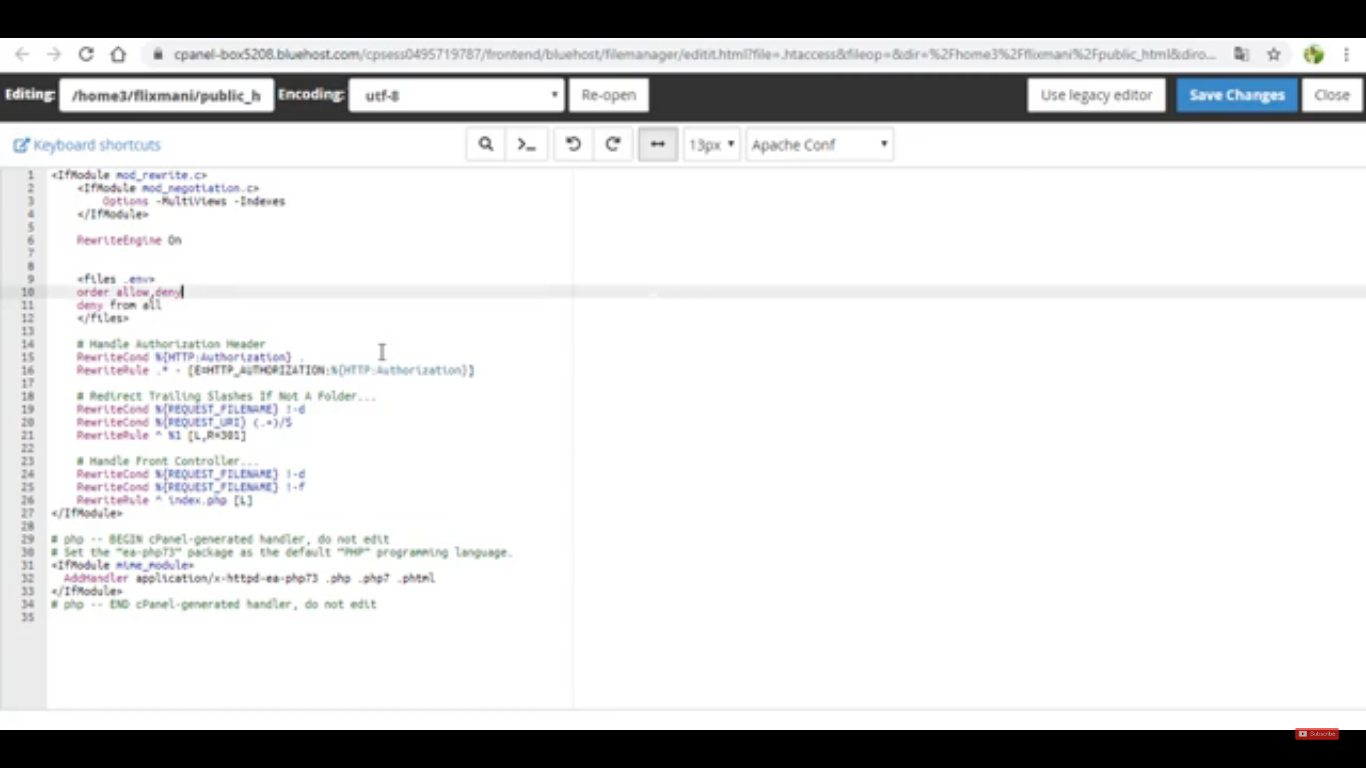 cpanel-box5208.bluehost.com/cpsess0495719787/frontend/bluehost/filemanager/editit.html?file=.htaccess&fileop=&dir=%2Fhome3%2Fflixmani%2Fpublic_html&diro...
Editing: /home3/flixmani/public_h Encoding: utf-8 Re-open Use legacy editor Save Changes Close
Keyboard shortcuts 13px Apache Conf
1 <IfModule mod_rewrite.c>
2 <IfModule mod_negotiation.c>
3 Options -MultiViews -Indexes
4 </IfModule>
5
6 RewriteEngine On
7
8
9 <files .env>
10 order allow,deny
11 deny from all
12 </files>
13
14 # Handle Authorization Header
15 RewriteCond %{HTTP:Authorization} .
16 RewriteRule .* - [E=HTTP_AUTHORIZATION:%{HTTP:Authorization}]
17
18 # Redirect Trailing Slashes If Not A Folder...
19 RewriteCond %{REQUEST_FILENAME} !-d
20 RewriteCond %{REQUEST_URI} (.+)/$
21 RewriteRule ^ %1 [L,R=301]
22
23 # Handle Front Controller...
24 RewriteCond %{REQUEST_FILENAME} !-d
25 RewriteCond %{REQUEST_FILENAME} !-f
26 RewriteRule ^ index.php [L]
27 </IfModule>
28
29 # php -- BEGIN cPanel-generated handler, do not edit
30 # Set the "ea-php73" package as the default "PHP" programming language.
31 <IfModule mime_module>
32 AddHandler application/x-httpd-ea-php73 .php .php7 .phtml
33 </IfModule>
34 # php -- END cPanel-generated handler, do not edit
35
Subscribe